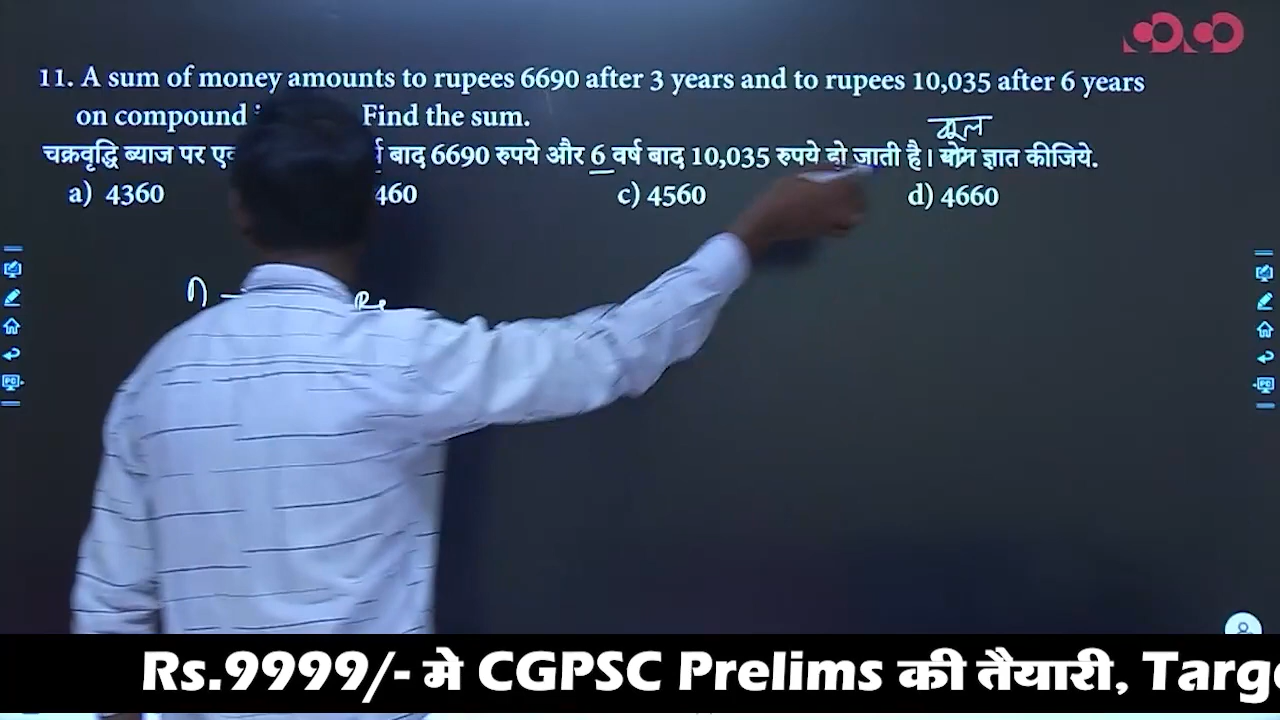 11. A sum of money amounts to rupees 6690 after 3 years and to rupees 10,035 after 6 years
on compound Find the sum.
मूल
चक्रवृद्धि ब्याज पर बाद 6690 रुपये और 6 वर्ष बाद 10,035 रुपये हो जाती है। ज्ञात कीजिये.
a) 4360 460 c) 4560 d) 4660
n Rs
Rs.9999/- मे CGPSC Prelims की तैयारी,